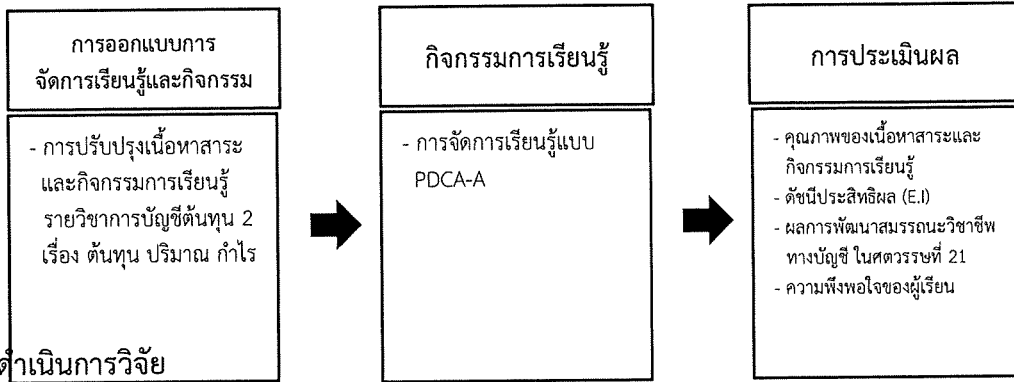 การออกแบบการ
จัดการเรียนรู้และกิจกรรม
- การปรับปรุงเนื้อหาสาระ
และกิจกรรมการเรียนรู้
รายวิชาการบัญชีต้นทุน 2
เรื่อง ต้นทุน ปริมาณ กำไร
กิจกรรมการเรียนรู้
- การจัดการเรียนรู้แบบ
PDCA-A
การประเมินผล
- คุณภาพของเนื้อหาสาระและ
กิจกรรมการเรียนรู้
- ดัชนีประสิทธิผล (E.I)
- ผลการพัฒนาสมรรถนะวิชาชีพ
ทางบัญชี ในศตวรรษที่ 21
- ความพึงพอใจของผู้เรียน
ดำเนินการวิจัย